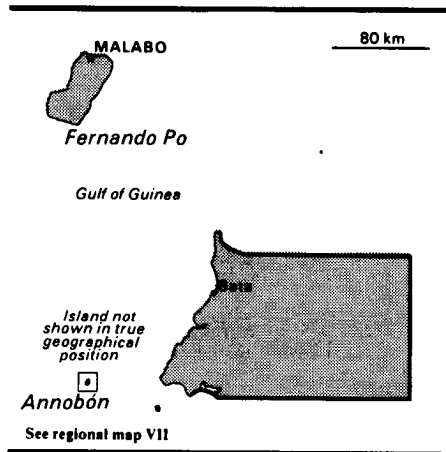 MALABO
80 km
Fernando Po
Gulf of Guinea
Bata
Island not
shown in true
geographical
position
Annobón
See regional map VII